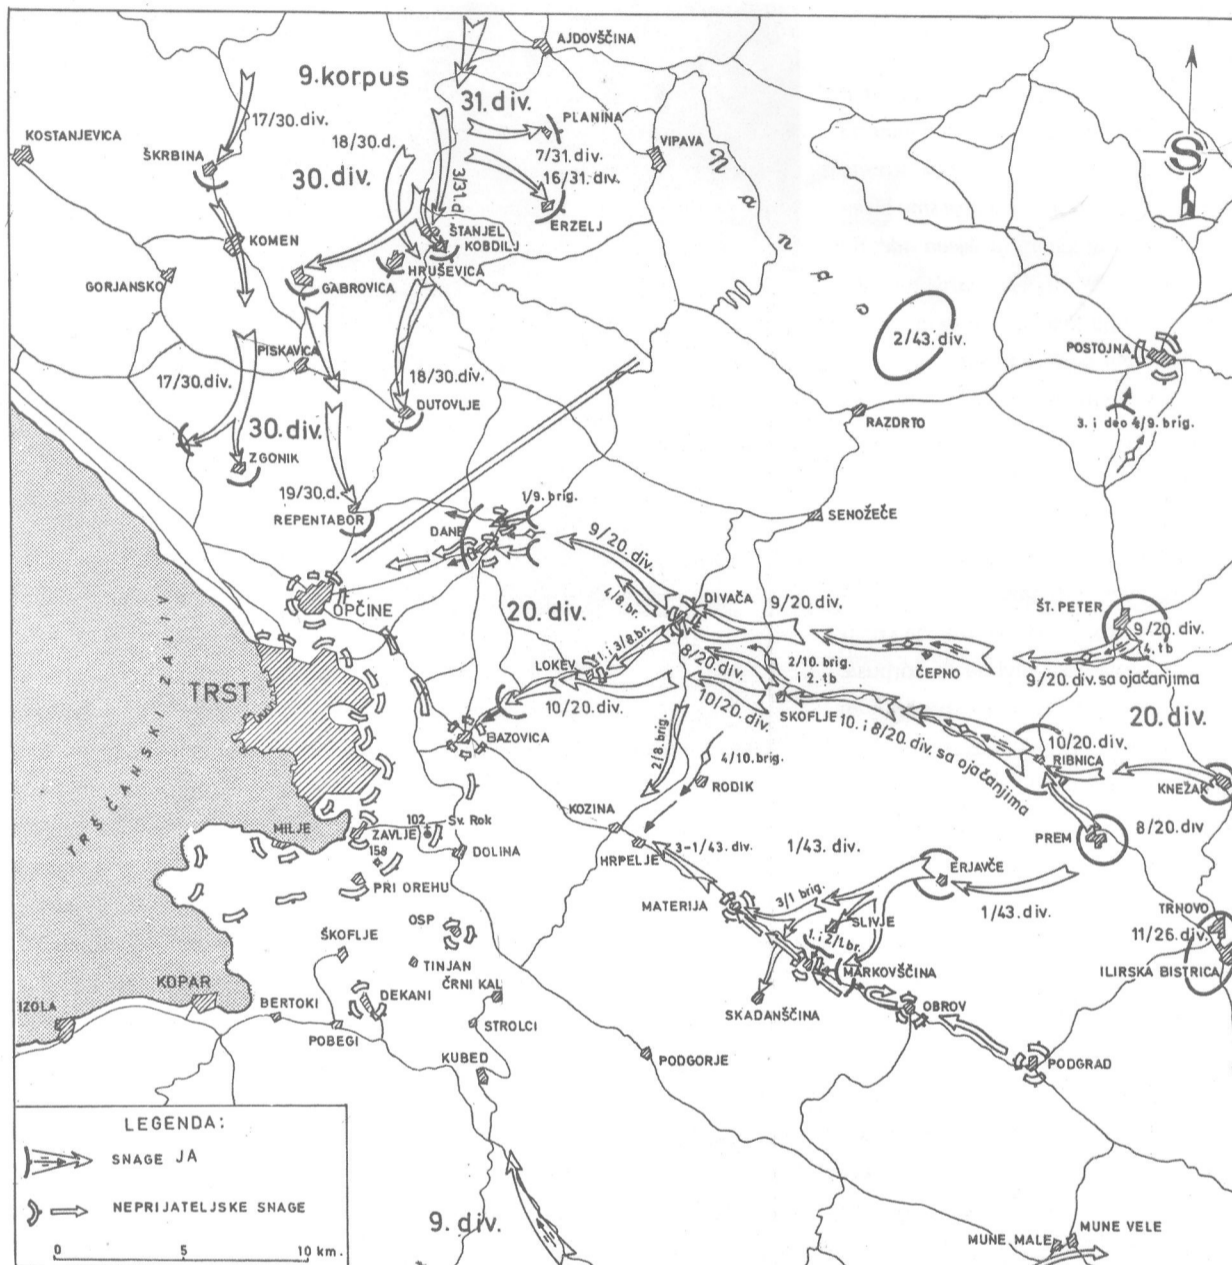 AJDOVŠČINA
9. korpus
31. div.
PLANINA
KOSTANJEVICA
17/30. div.
18/30. d.
7/31. div.
VIPAVA
ŠKRBINA
30. div.
3/31. d
16/31. div.
ERZELJ
Nanos
S
KOMEN
ŠTANJEL
KOBDILJ
HRUŠEVICA
GORJANSKO
GABROVICA
2/43. div.
POSTOJNA
PISKAVICA
17/30. div.
18/30. div.
DUTOVLJE
RAZDRTO
3. i deo 4/9. brig.
30. div.
ZGONIK
19/30. d.
REPENTABOR
1/9. brig.
DANE
SENOŽEČE
9/20. div.
OPČINE
4/8. br.
DIVAČA
9/20. div.
ŠT. PETER
9/20. div.
4. tb
20. div.
1. i 3/8. br.
8/20. div.
2/10. brig.
i 2. tb
ČEPNO
9/20. div. sa ojačanjima
LOKEV
TRST
TRŠĆANSKI ZALIV
10/20. div.
10/20. div.
SKOFLJE
10. i 8/20. div. sa ojačanjima
20. div.
BAZOVICA
10/20. div.
RIBNICA
2/8. brig.
4/10. brig.
RODIK
KNEŽAK
KOZINA
8/20. div
PREM
MILJE
ZAVLJE
102
Sv. Rok
158
DOLINA
HRPELJE
3-1/43. div.
1/43. div.
ERJAVČE
PRI OREHU
3/1 brig.
1/43. div.
MATERIJA
TRNOVO
11/26. div.
OSP
SLIVJE
1. i 2/1. br.
ŠKOFLJE
TINJAN
MARKOVŠČINA
ILIRSKA BISTRICA
ČRNI KAL
KOPAR
DEKANI
IZOLA
BERTOKI
SKADANŠČINA
OBROV
POBEGI
STROLCI
KUBED
PODGORJE
PODGRAD
LEGENDA:
SNAGE JA
NEPRIJATELJSKE SNAGE
0 5 10 km.
9. div.
MUNE MALE
MUNE VELE